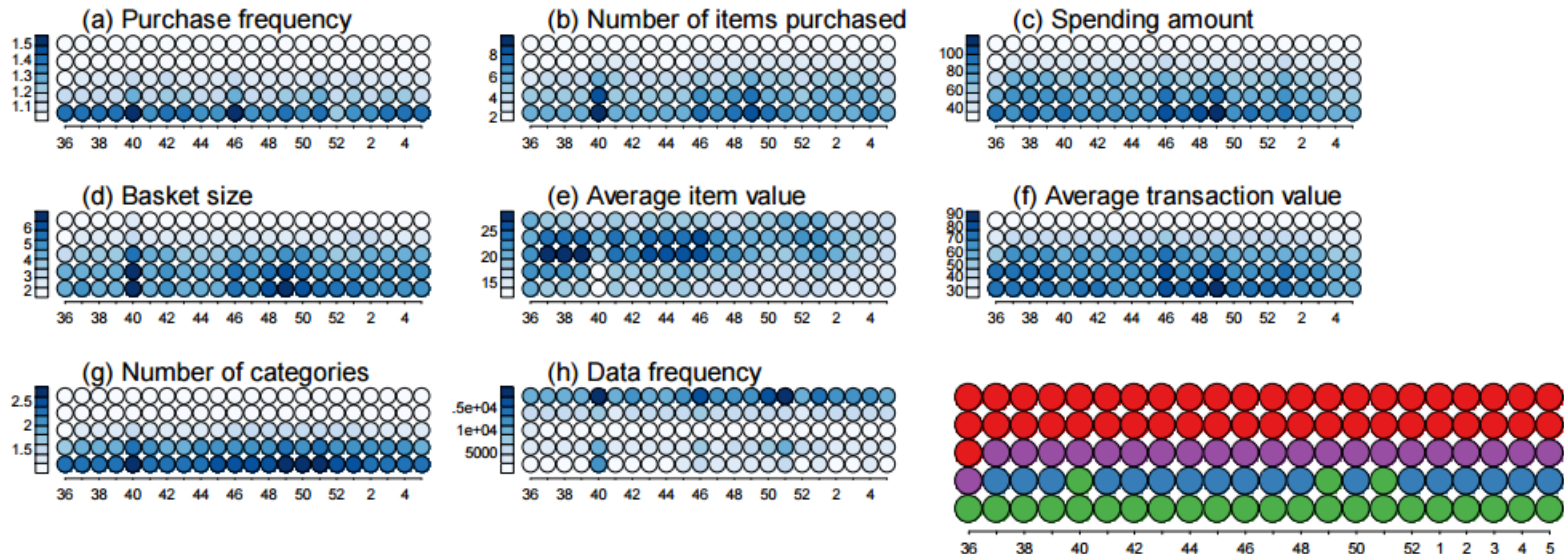 (a) Purchase frequency
1.5
1.4
1.3
1.2
1.1
36 38 40 42 44 46 48 50 52 2 4
(b) Number of items purchased
8
6
4
2
36 38 40 42 44 46 48 50 52 2 4
(c) Spending amount
100
80
60
40
36 38 40 42 44 46 48 50 52 2 4
(d) Basket size
6
5
4
3
2
36 38 40 42 44 46 48 50 52 2 4
(e) Average item value
25
20
15
36 38 40 42 44 46 48 50 52 2 4
(f) Average transaction value
90
80
70
60
50
40
30
36 38 40 42 44 46 48 50 52 2 4
(g) Number of categories
2.5
2
1.5
36 38 40 42 44 46 48 50 52 2 4
(h) Data frequency
.5e+04
1e+04
5000
36 38 40 42 44 46 48 50 52 2 4
36 38 40 42 44 46 48 50 52 1 2 3 4 5